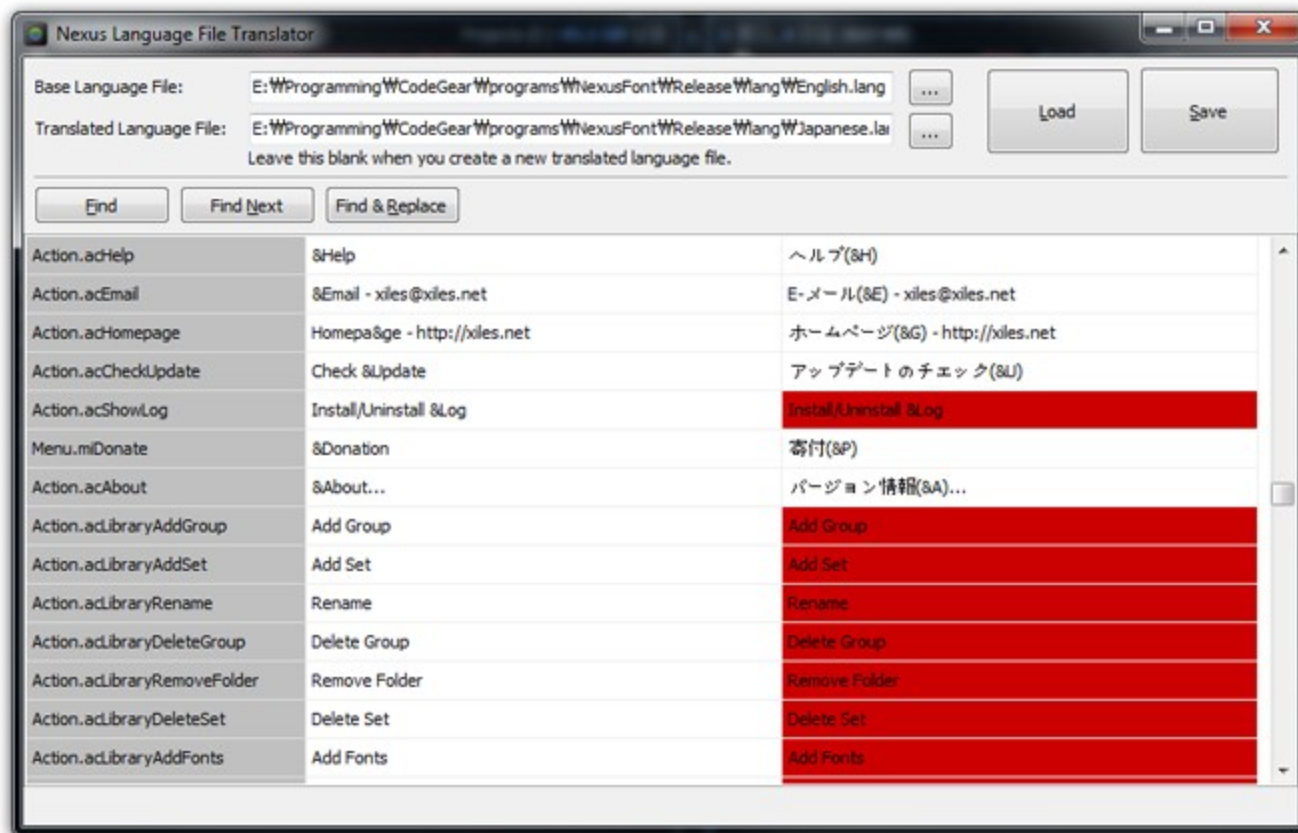 Nexus Language File Translator
Base Language File: E:₩Programming₩CodeGear₩programs₩NexusFont₩Release₩lang₩English.lang ...
Load Save
Translated Language File: E:₩Programming₩CodeGear₩programs₩NexusFont₩Release₩lang₩Japanese.la ...
Leave this blank when you create a new translated language file.
Find Find Next Find & Replace
Action.acHelp &Help ヘルプ(&H)
Action.acEmail &Email - xiles@xiles.net E-メール(&E) - xiles@xiles.net
Action.acHomepage Homepa&ge - http://xiles.net ホームページ(&G) - http://xiles.net
Action.acCheckUpdate Check &Update アップデートのチェック(&U)
Action.acShowLog Install/Uninstall &Log Install/Uninstall &Log
Menu.miDonate &Donation 寄付(&P)
Action.acAbout &About... バージョン情報(&A)...
Action.acLibraryAddGroup Add Group Add Group
Action.acLibraryAddSet Add Set Add Set
Action.acLibraryRename Rename Rename
Action.acLibraryDeleteGroup Delete Group Delete Group
Action.acLibraryRemoveFolder Remove Folder Remove Folder
Action.acLibraryDeleteSet Delete Set Delete Set
Action.acLibraryAddFonts Add Fonts Add Fonts